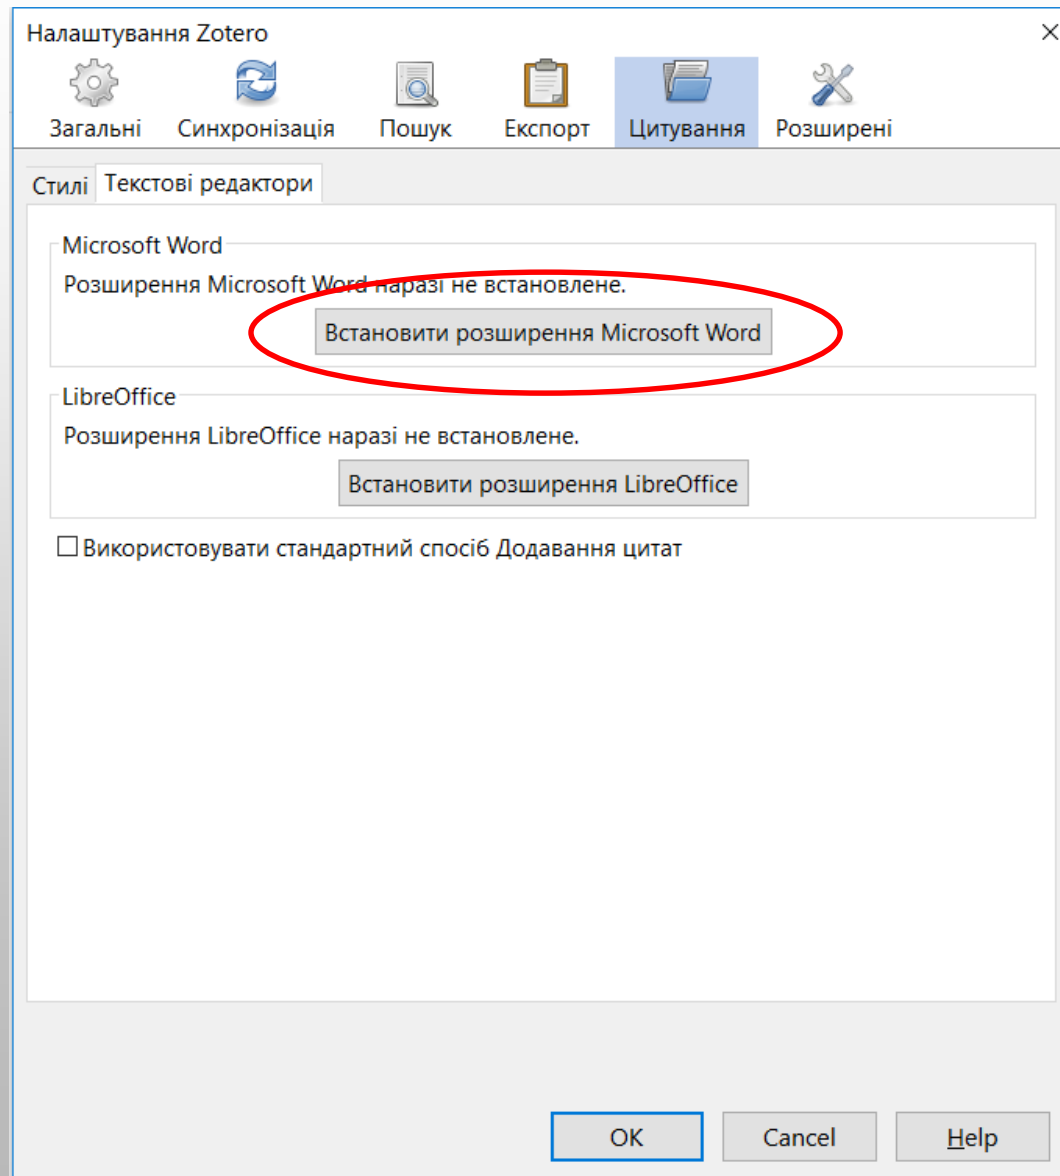 Налаштування Zotero
Загальні Синхронізація Пошук Експорт Цитування Розширені
Стилі Текстові редактори
Microsoft Word
Розширення Microsoft Word наразі не встановлене.
Встановити розширення Microsoft Word
LibreOffice
Розширення LibreOffice наразі не встановлене.
Встановити розширення LibreOffice
Використовувати стандартний спосіб Додавання цитат
OK Cancel Help